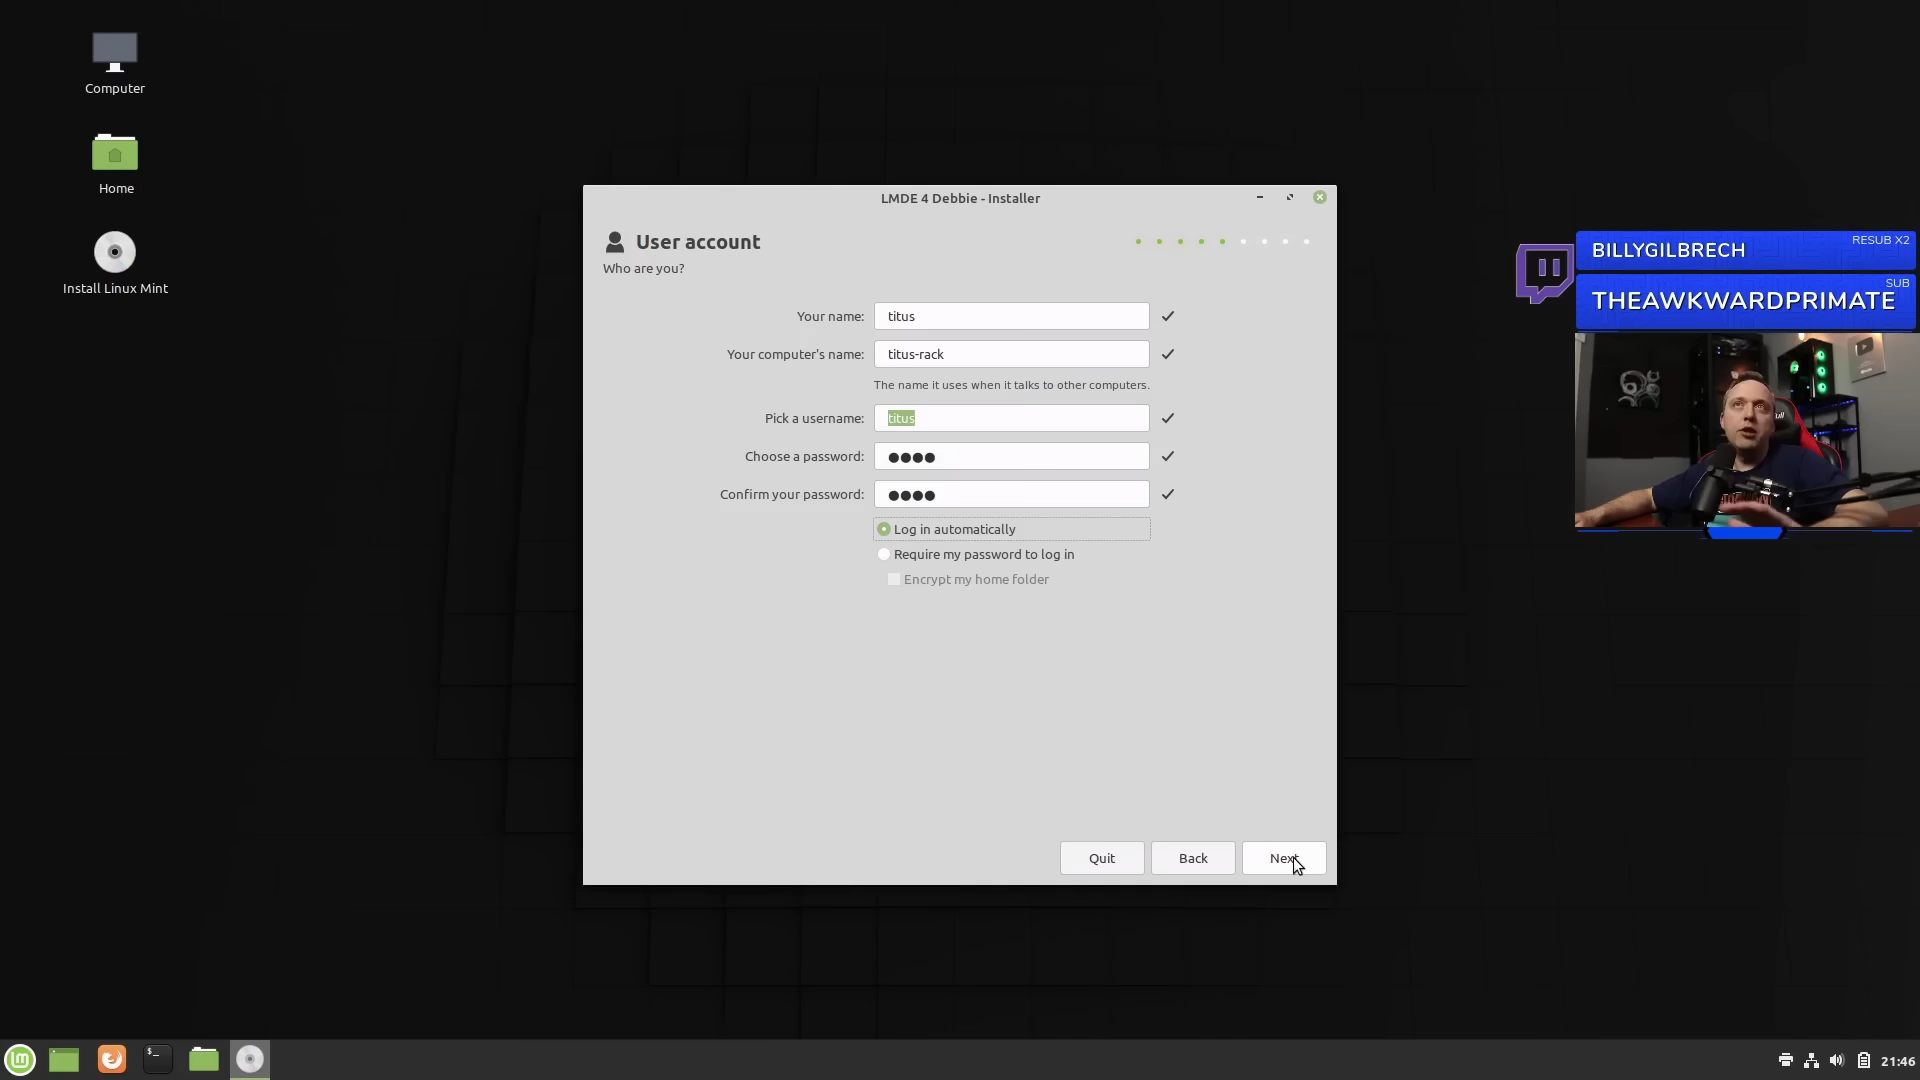 Computer
Home
Install Linux Mint
LMDE 4 Debbie - Installer
User account
Who are you?
Your name: titus
Your computer's name: titus-rack
The name it uses when it talks to other computers.
Pick a username: titus
Choose a password: ●●●●
Confirm your password: ●●●●
Log in automatically
Require my password to log in
Encrypt my home folder
Quit Back Next
BILLYGILBRECH RESUB X2
THEAWKWARDPRIMATE SUB
21:46